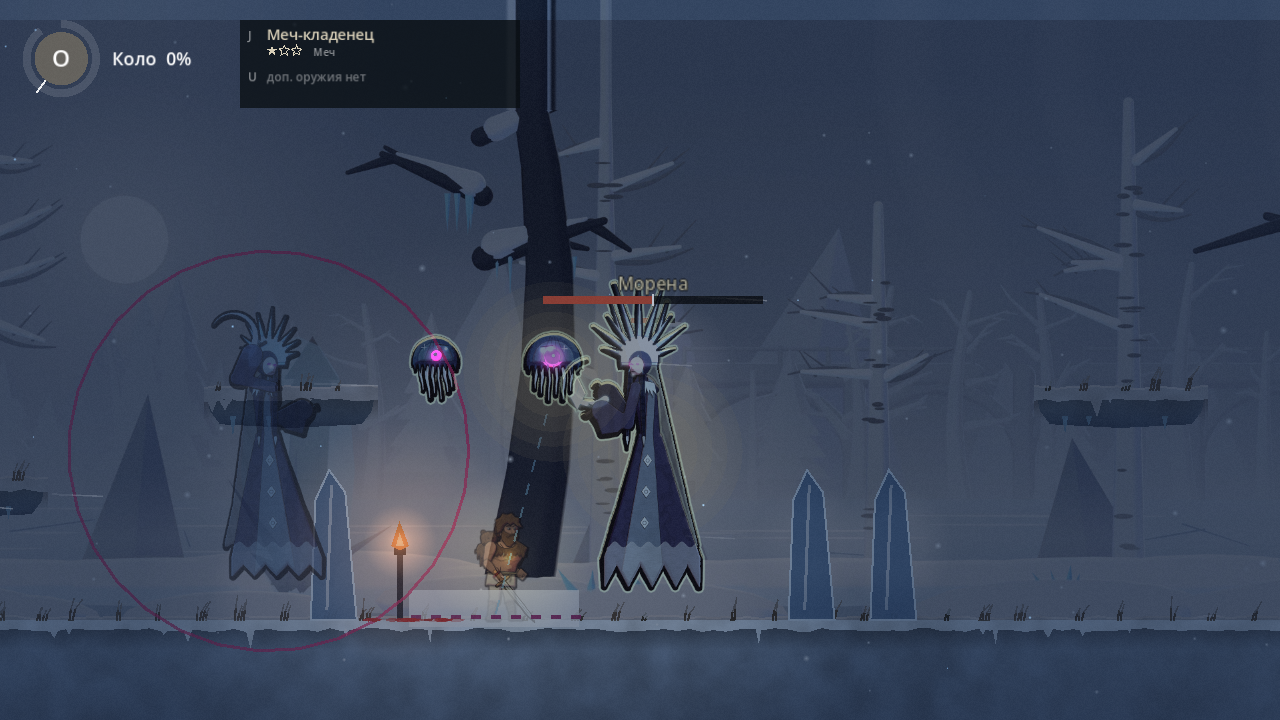 O
Коло 0%
J Меч-кладенец
Меч
U доп. оружия нет
Морена